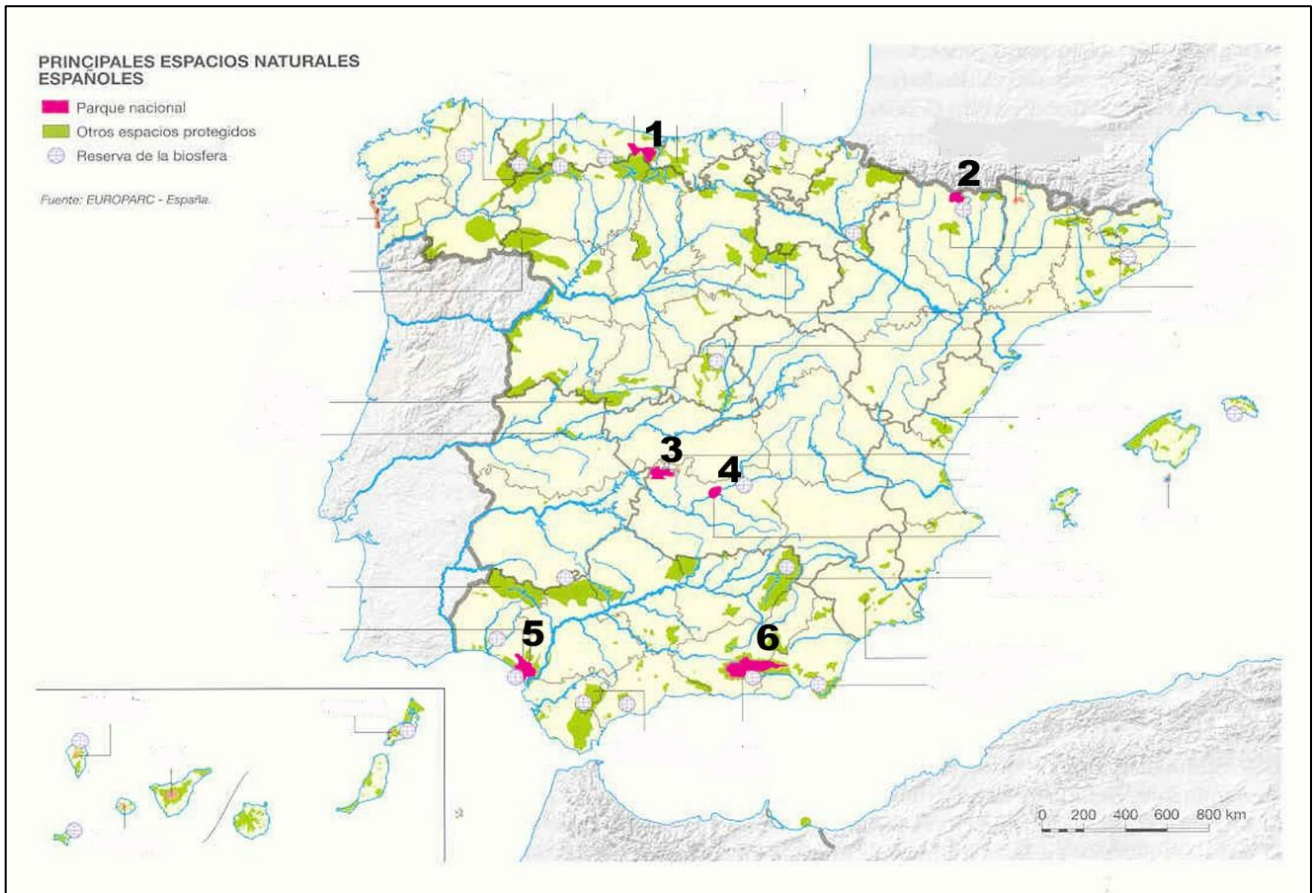 PRINCIPALES ESPACIOS NATURALES
ESPAÑOLES
Parque nacional
Otros espacios protegidos
Reserva de la biosfera
Fuente: EUROPARC - España.
1
2
3
4
5
6
0 200 400 600 800 km